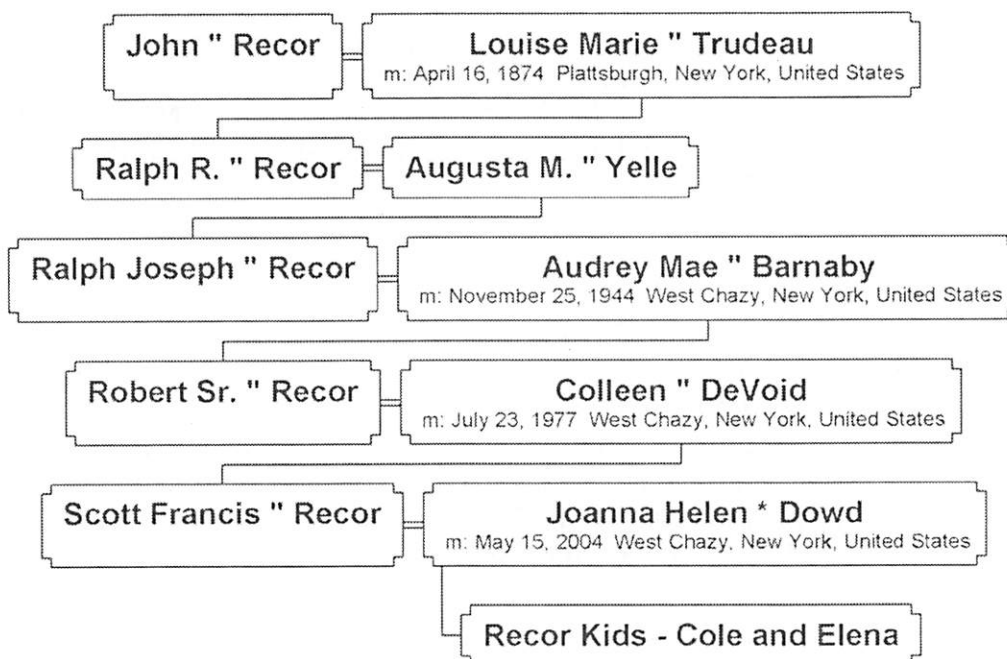 John " Recor
Louise Marie " Trudeau
m: April 16, 1874 Plattsburgh, New York, United States
Ralph R. " Recor
Augusta M. " Yelle
Ralph Joseph " Recor
Audrey Mae " Barnaby
m: November 25, 1944 West Chazy, New York, United States
Robert Sr. " Recor
Colleen " DeVoid
m: July 23, 1977 West Chazy, New York, United States
Scott Francis " Recor
Joanna Helen * Dowd
m: May 15, 2004 West Chazy, New York, United States
Recor Kids - Cole and Elena